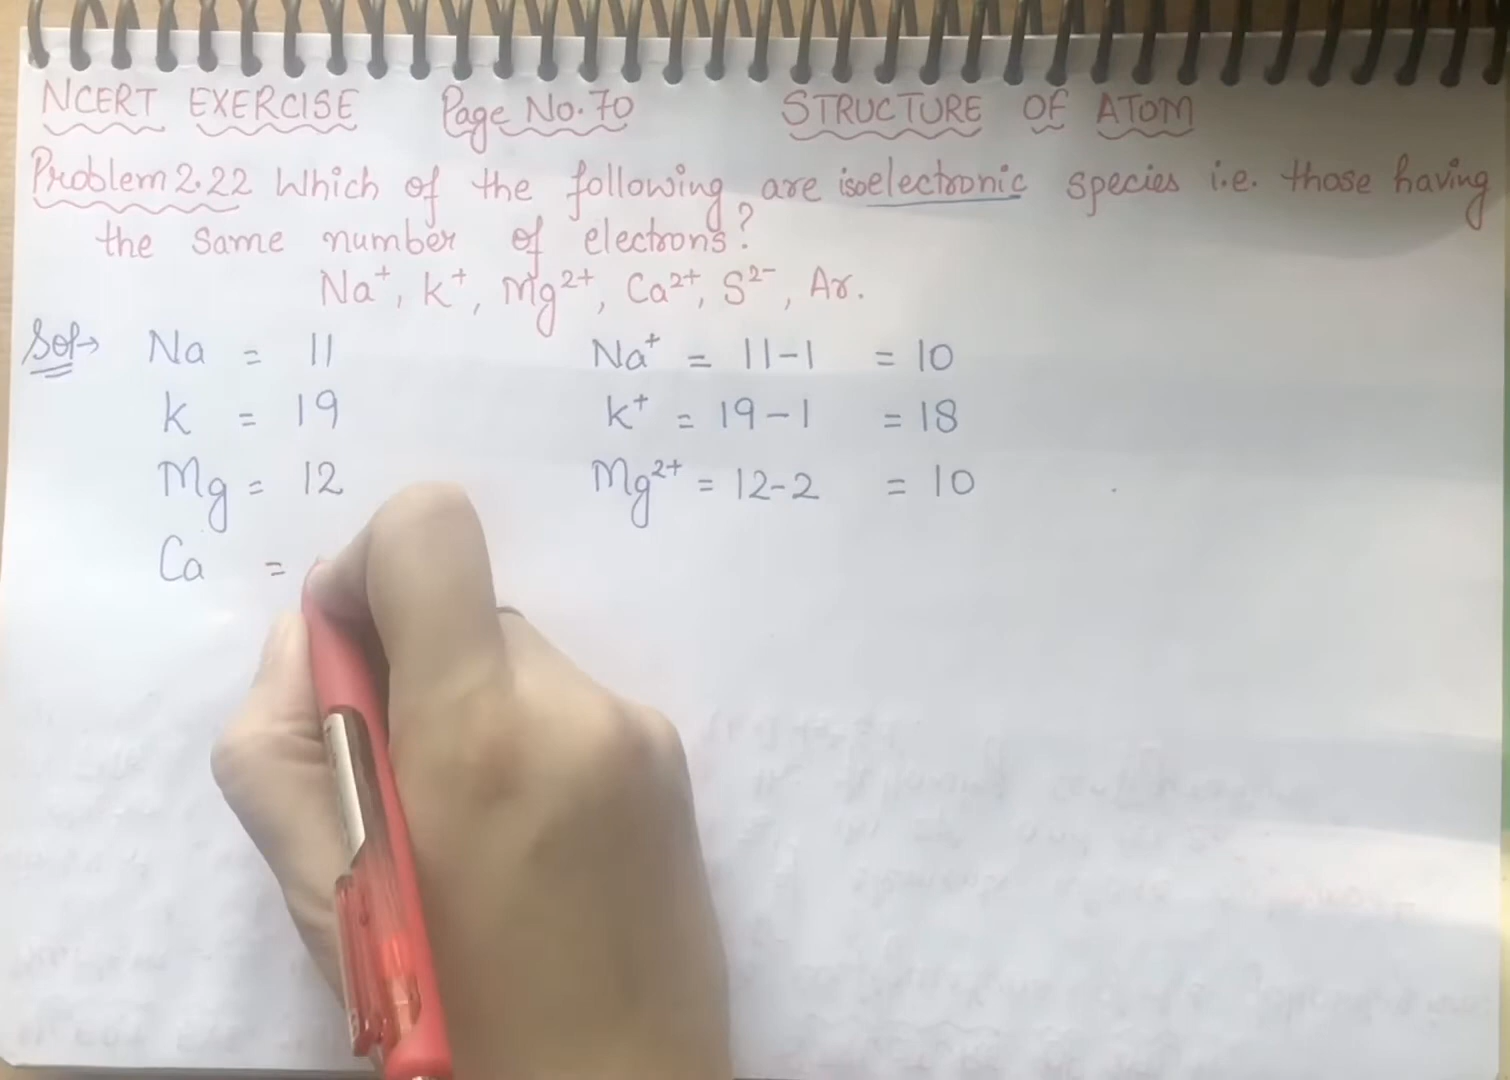 NCERT EXERCISE Page No. 70 STRUCTURE OF ATOM
Problem 2.22 Which of the following are isoelectronic species i.e. those having
the same number of electrons?
Na⁺, K⁺, Mg²⁺, Ca²⁺, S²⁻, Ar.
Sol→ Na = 11 Na⁺ = 11-1 = 10
K = 19 K⁺ = 19-1 = 18
Mg = 12 Mg²⁺ = 12-2 = 10
Ca =